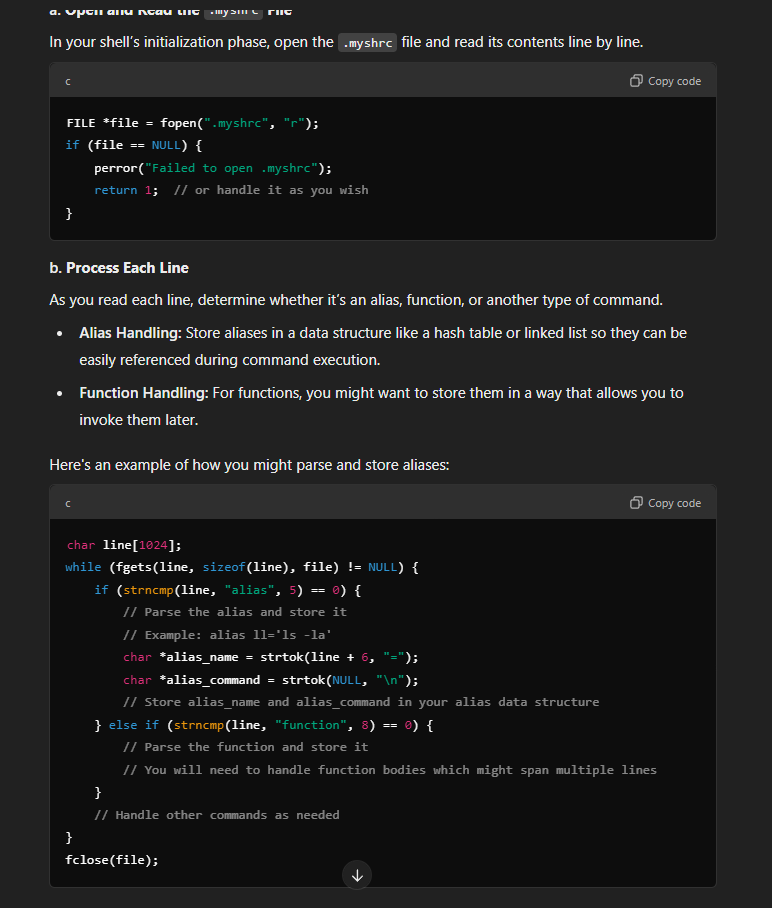 a. Open and Read the .myshrc File
In your shell's initialization phase, open the .myshrc file and read its contents line by line.
c
Copy code
FILE *file = fopen(".myshrc", "r");
if (file == NULL) {
    perror("Failed to open .myshrc");
    return 1;  // or handle it as you wish
}
b. Process Each Line
As you read each line, determine whether it's an alias, function, or another type of command.
• Alias Handling: Store aliases in a data structure like a hash table or linked list so they can be
easily referenced during command execution.
• Function Handling: For functions, you might want to store them in a way that allows you to
invoke them later.
Here's an example of how you might parse and store aliases:
c
Copy code
char line[1024];
while (fgets(line, sizeof(line), file) != NULL) {
    if (strncmp(line, "alias", 5) == 0) {
        // Parse the alias and store it
        // Example: alias ll='ls -la'
        char *alias_name = strtok(line + 6, "=");
        char *alias_command = strtok(NULL, "\n");
        // Store alias_name and alias_command in your alias data structure
    } else if (strncmp(line, "function", 8) == 0) {
        // Parse the function and store it
        // You will need to handle function bodies which might span multiple lines
    }
    // Handle other commands as needed
}
fclose(file);